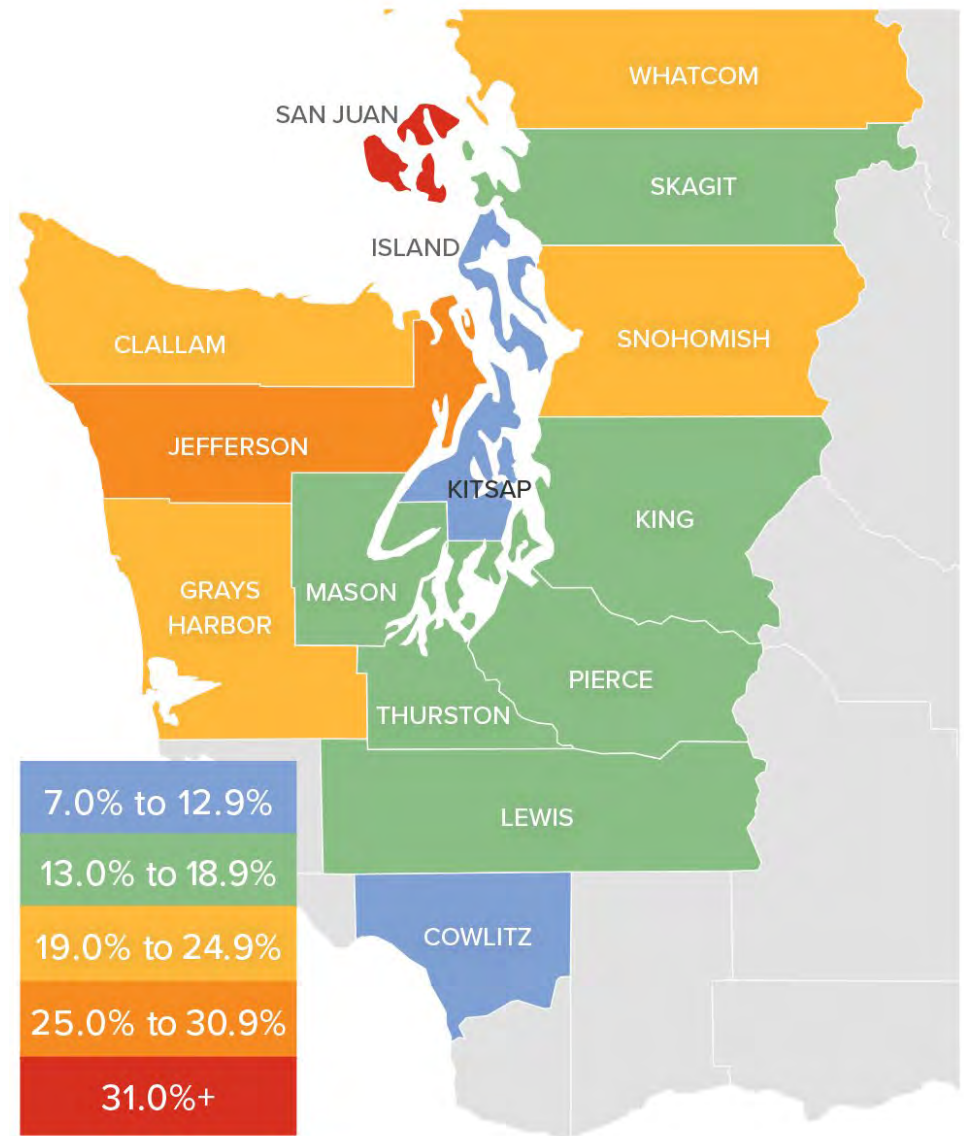 WHATCOM
SAN JUAN
SKAGIT
ISLAND
SNOHOMISH
CLALLAM
JEFFERSON
KITSAP
KING
GRAYS
HARBOR
MASON
PIERCE
THURSTON
LEWIS
COWLITZ
7.0% to 12.9%
13.0% to 18.9%
19.0% to 24.9%
25.0% to 30.9%
31.0%+